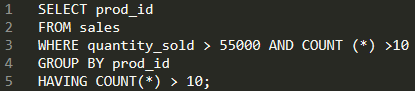 1 SELECT prod_id
2 FROM sales
3 WHERE quantity_sold > 55000 AND COUNT (*) >10
4 GROUP BY prod_id
5 HAVING COUNT(*) > 10;